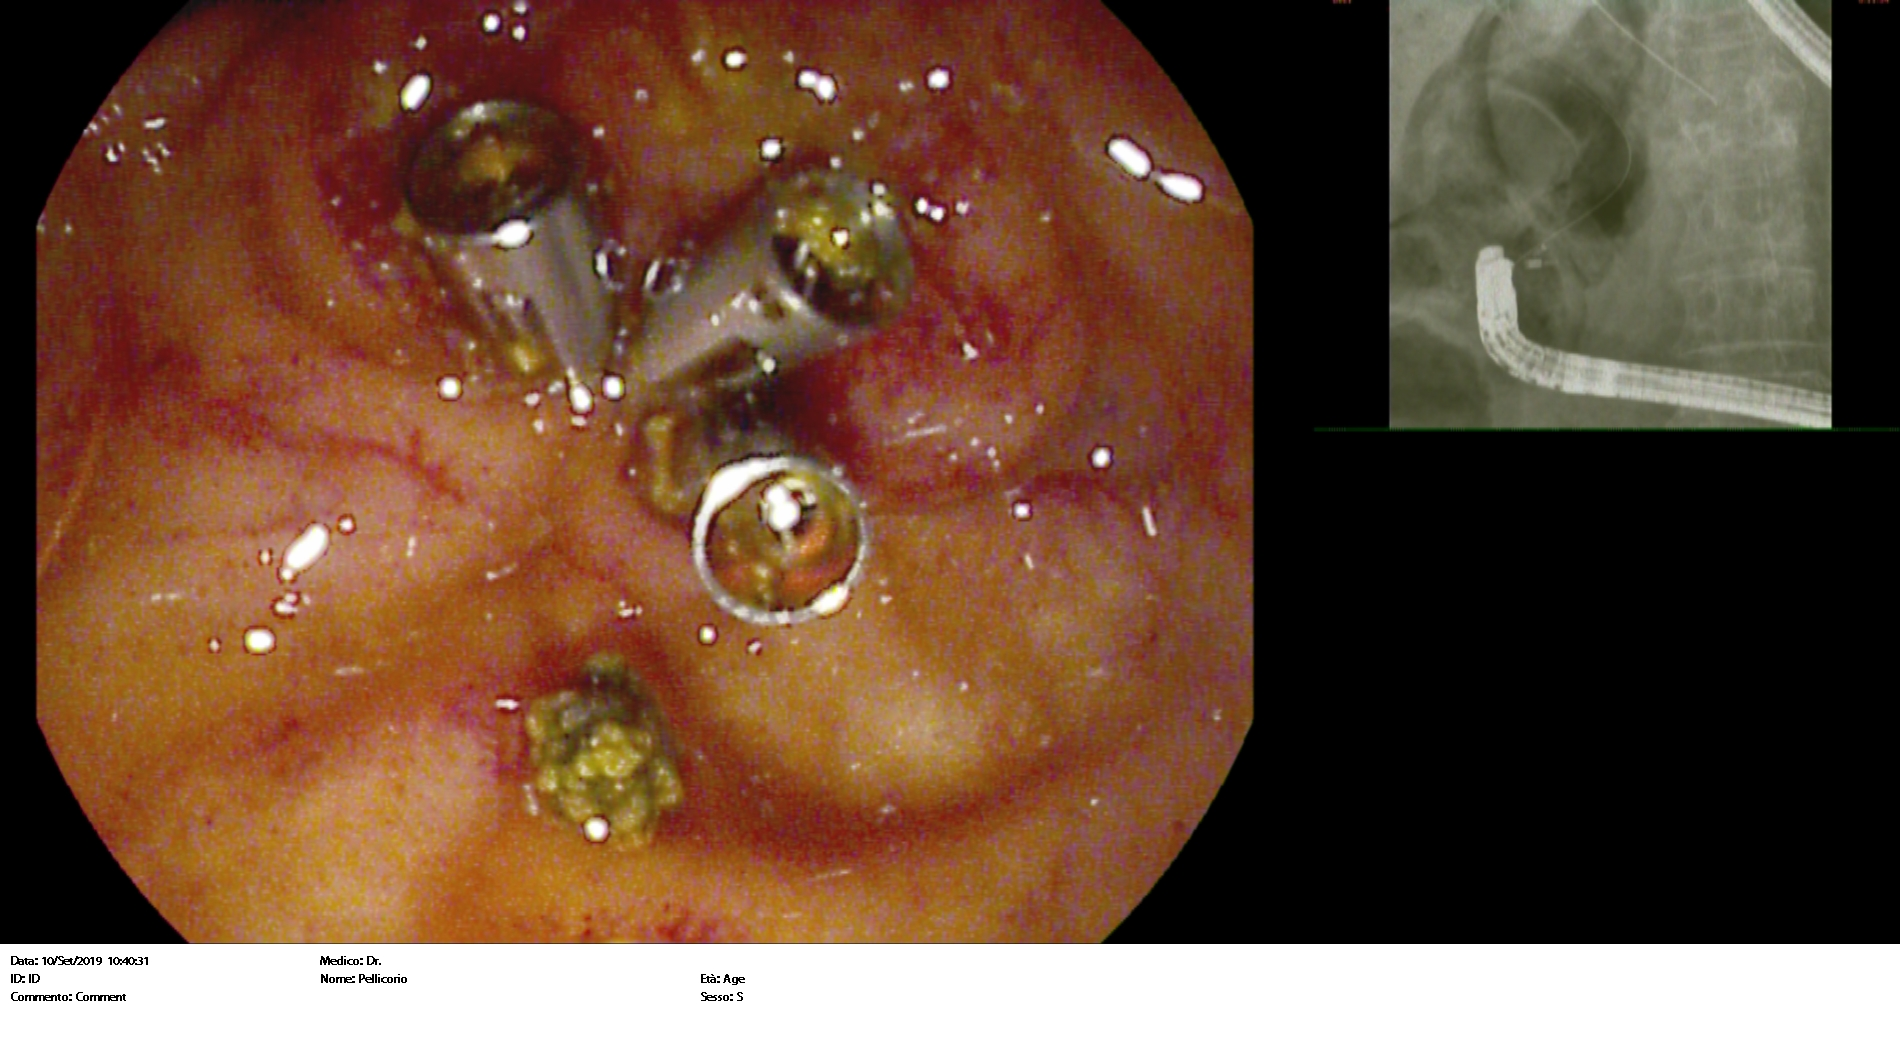 Data: 10/Set/2019 10:40:31
Medico: Dr.
ID: ID
Nome: Pellicorio
Età: Age
Commento: Comment
Sesso: S